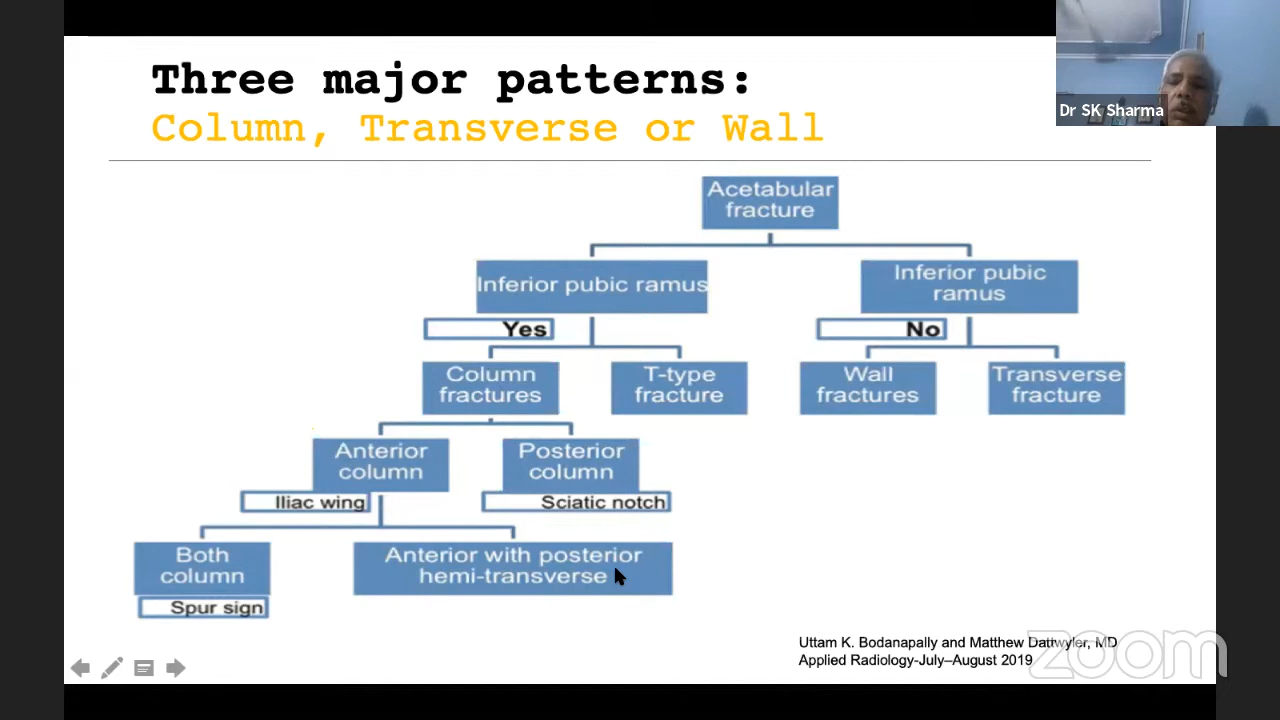 Three major patterns:
Column, Transverse or Wall
Dr SK Sharma
Acetabular
fracture
Inferior pubic ramus
Inferior pubic
ramus
Yes
No
Column
fractures
T-type
fracture
Wall
fractures
Transverse
fracture
Anterior
column
Posterior
column
Iliac wing
Sciatic notch
Both
column
Anterior with posterior
hemi-transverse
Spur sign
Uttam K. Bodanapally and Matthew Dattwyler, MD
Applied Radiology-July–August 2019
zoom